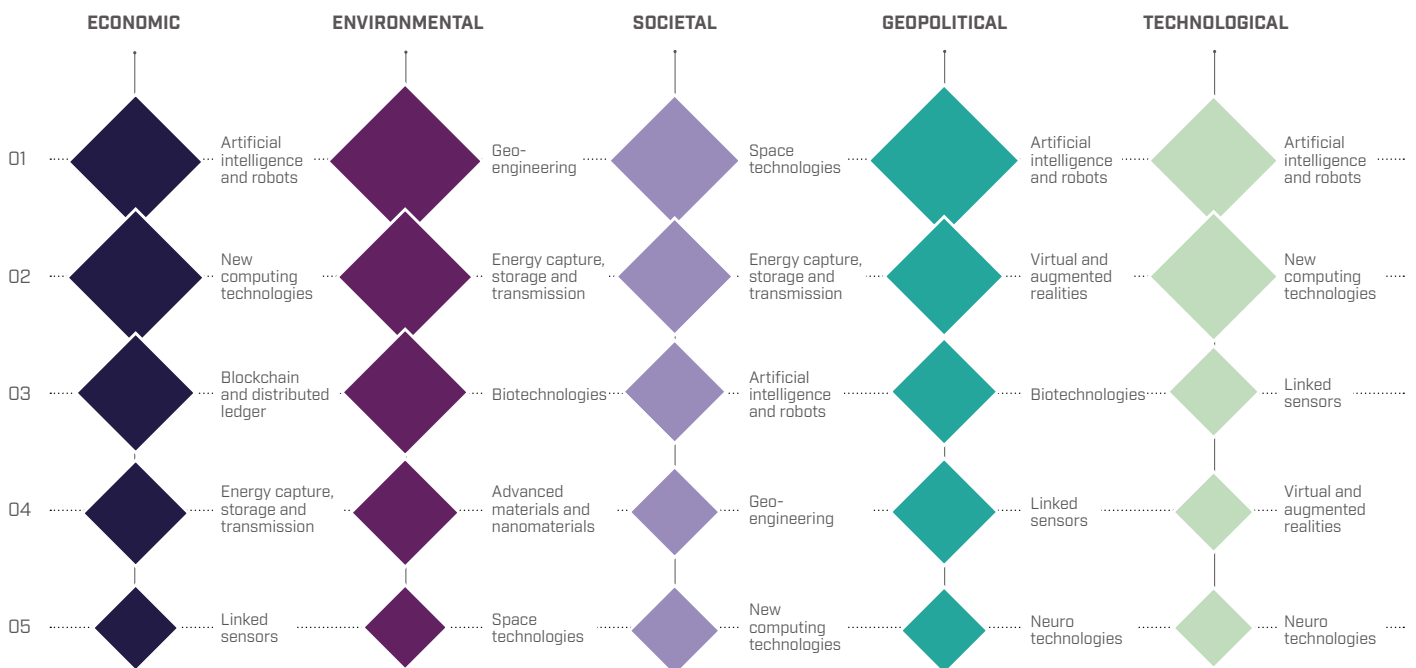 ECONOMIC
ENVIRONMENTAL
SOCIETAL
GEOPOLITICAL
TECHNOLOGICAL
01
Artificial
intelligence
and robots
Geo-
engineering
Space
technologies
Artificial
intelligence
and robots
Artificial
intelligence
and robots
02
New
computing
technologies
Energy capture,
storage and
transmission
Energy capture,
storage and
transmission
Virtual and
augmented
realities
New
computing
technologies
03
Blockchain
and distributed
ledger
Biotechnologies
Artificial
intelligence
and robots
Biotechnologies
Linked
sensors
04
Energy capture,
storage and
transmission
Advanced
materials and
nanomaterials
Geo-
engineering
Linked
sensors
Virtual and
augmented
realities
05
Linked
sensors
Space
technologies
New
computing
technologies
Neuro
technologies
Neuro
technologies